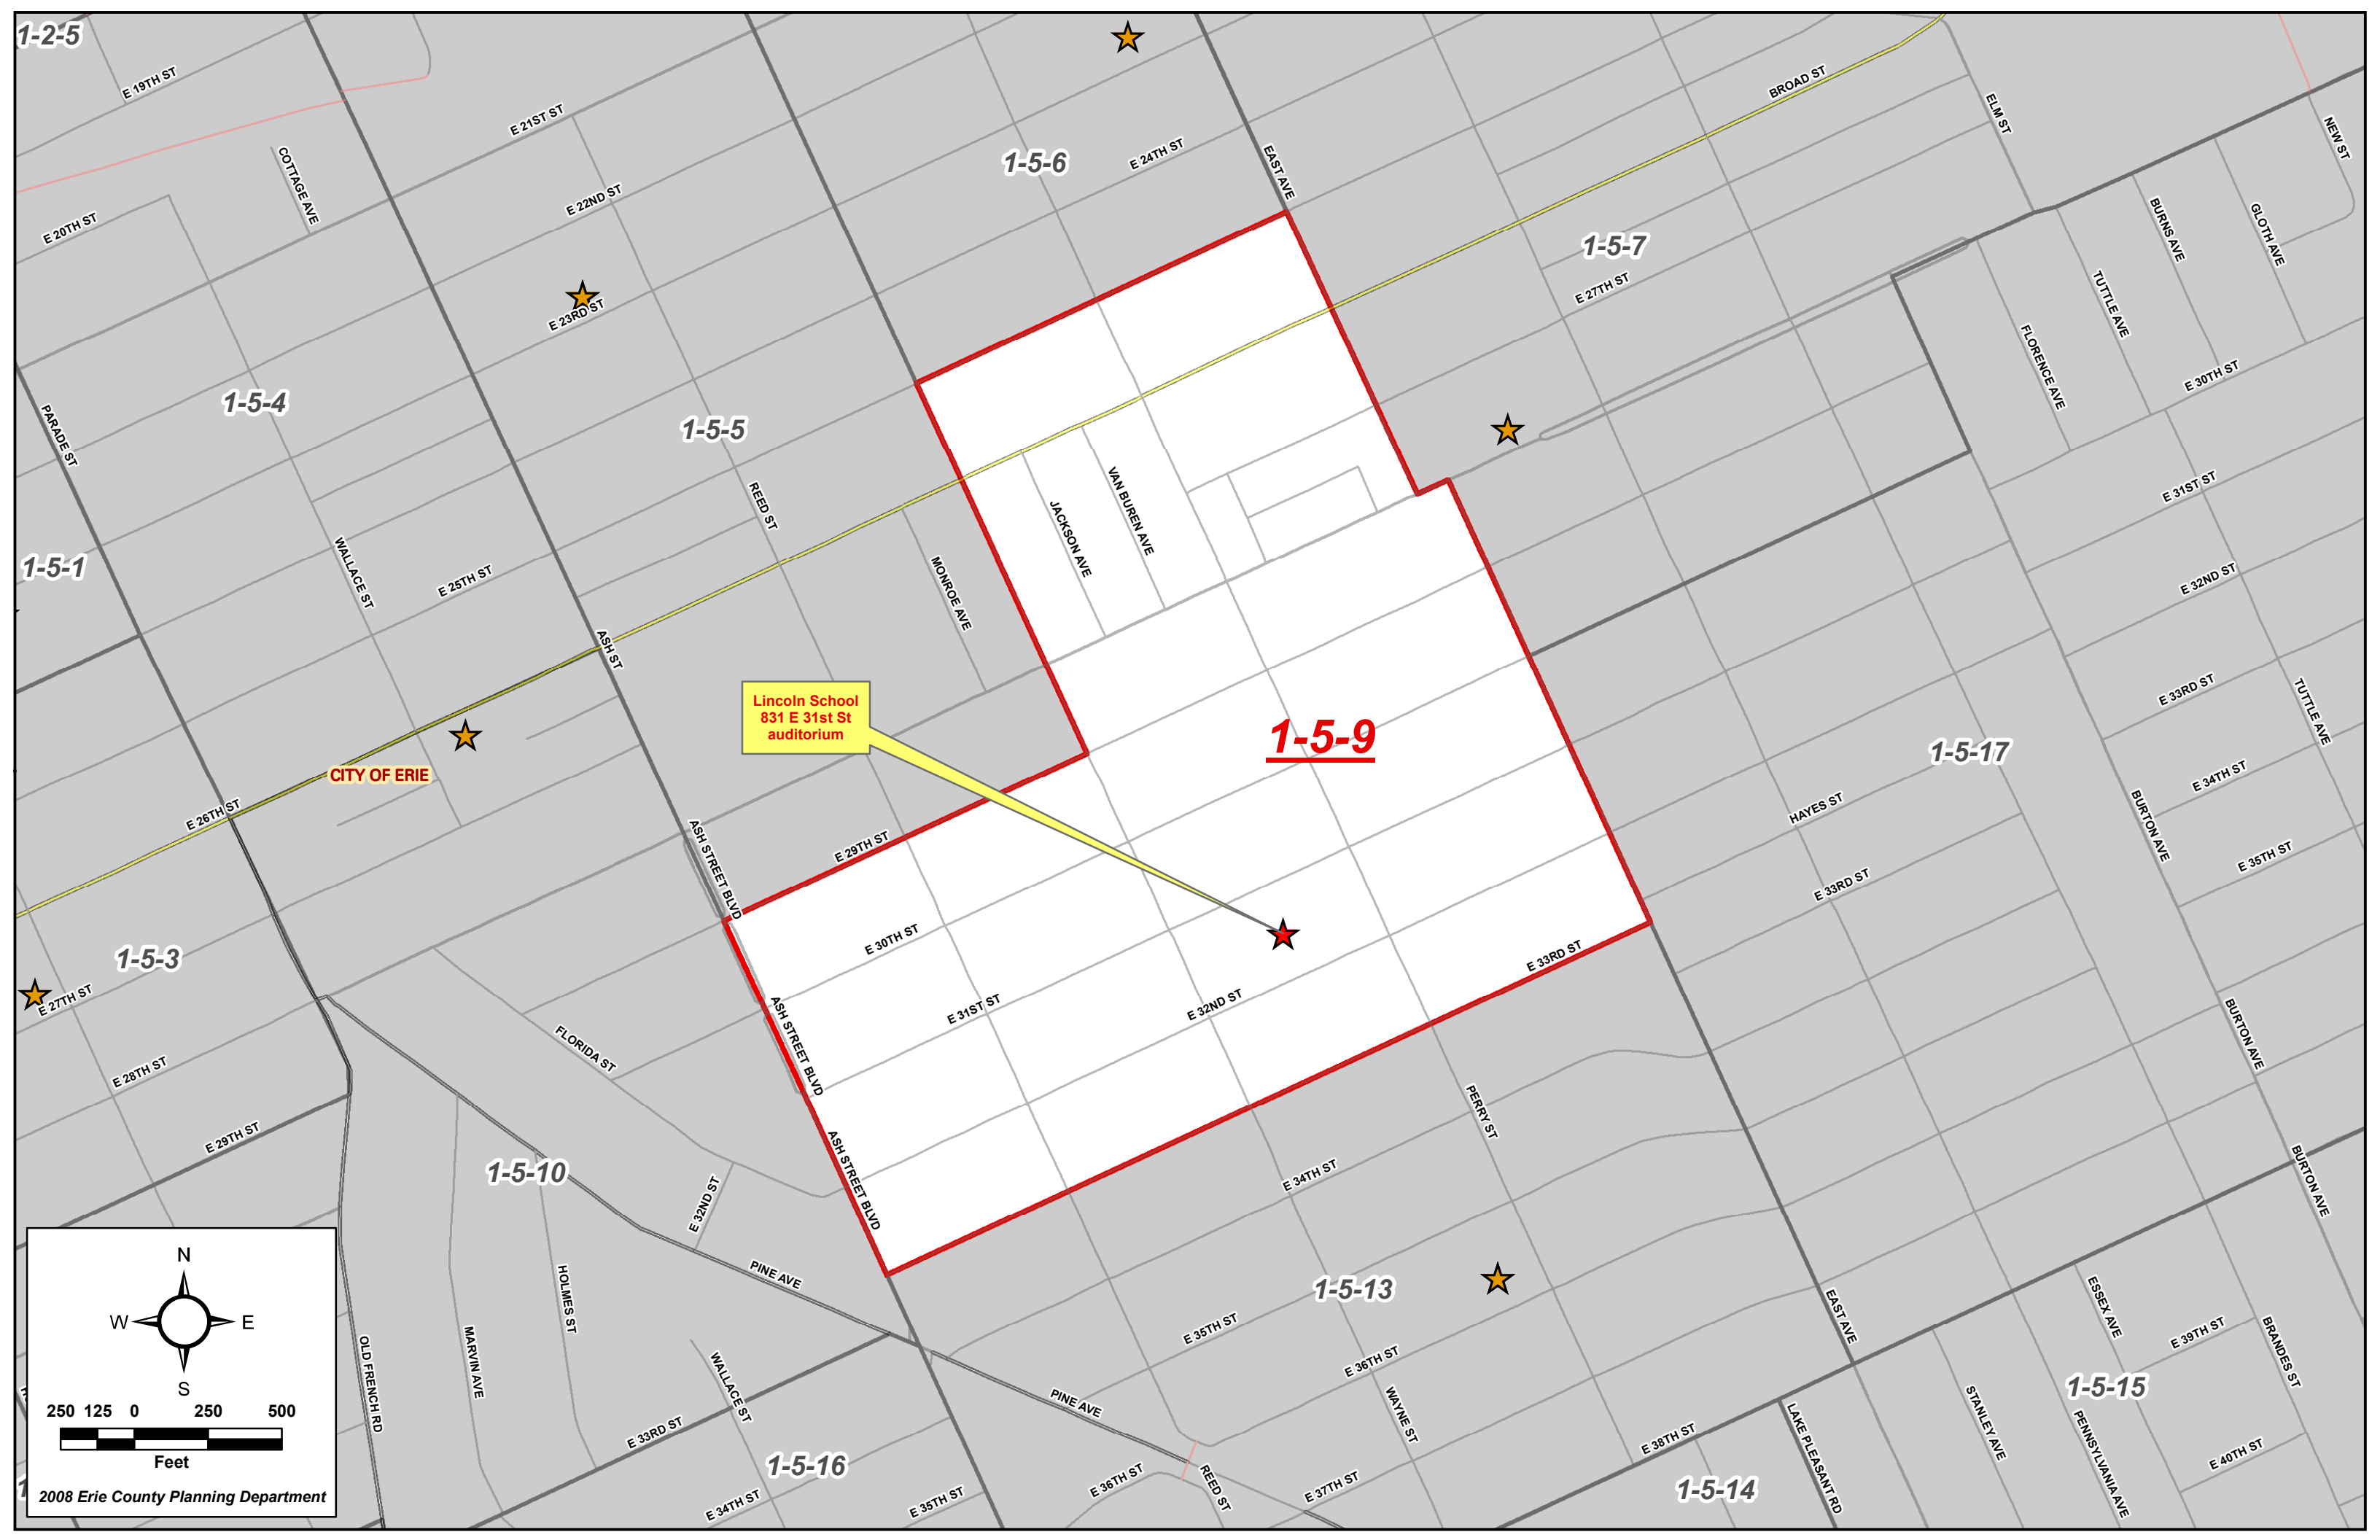 1-2-5
E 19TH ST
E 21ST ST
BROAD ST
ELM ST
NEW ST
COTTAGE AVE
1-5-6
E 24TH ST
EAST AVE
E 20TH ST
E 22ND ST
1-5-7
BURNS AVE
GLOTH AVE
E 23RD ST
E 27TH ST
TUTTLE AVE
FLORENCE AVE
E 30TH ST
1-5-4
1-5-5
PARADE ST
REED ST
JACKSON AVE
VAN BUREN AVE
E 31ST ST
1-5-1
WALLACE ST
E 25TH ST
MONROE AVE
E 32ND ST
ASH ST
E 33RD ST
TUTTLE AVE
Lincoln School
831 E 31st St
auditorium
1-5-9
1-5-17
CITY OF ERIE
E 34TH ST
E 26TH ST
HAYES ST
BURTON AVE
E 29TH ST
ASH STREET BLVD
E 35TH ST
E 33RD ST
1-5-3
E 30TH ST
E 33RD ST
E 27TH ST
E 31ST ST
E 32ND ST
ASH STREET BLVD
FLORIDA ST
BURTON AVE
E 28TH ST
PERRY ST
E 29TH ST
1-5-10
E 34TH ST
ASH STREET BLVD
BURTON AVE
E 32ND ST
PINE AVE
1-5-13
HOLMES ST
EAST AVE
ESSEX AVE
E 35TH ST
E 39TH ST
BRANDES ST
MARVIN AVE
OLD FRENCH RD
WALLACE ST
E 36TH ST
1-5-15
PINE AVE
WAYNE ST
STANLEY AVE
E 33RD ST
E 38TH ST
LAKE PLEASANT RD
PENNSYLVANIA AVE
E 40TH ST
1-5-16
1-5-14
E 36TH ST
REED ST
E 37TH ST
E 34TH ST
E 35TH ST
N
W E
S
250 125 0 250 500
Feet
2008 Erie County Planning Department